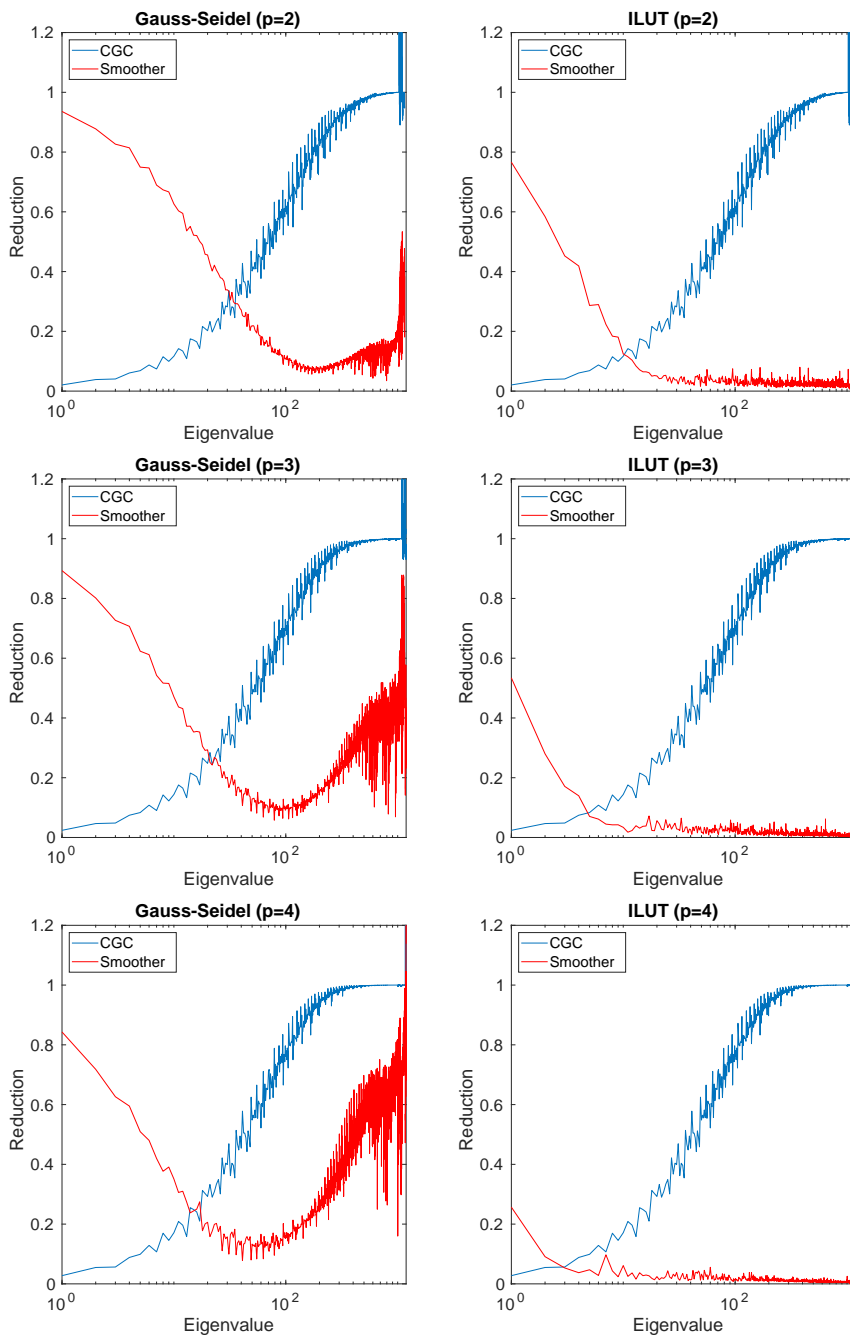 Gauss-Seidel (p=2)
CGC
Smoother
Reduction
0
0.2
0.4
0.6
0.8
1
1.2
10^0
10^2
Eigenvalue
ILUT (p=2)
CGC
Smoother
Reduction
0
0.2
0.4
0.6
0.8
1
1.2
10^0
10^2
Eigenvalue
Gauss-Seidel (p=3)
CGC
Smoother
Reduction
0
0.2
0.4
0.6
0.8
1
1.2
10^0
10^2
Eigenvalue
ILUT (p=3)
CGC
Smoother
Reduction
0
0.2
0.4
0.6
0.8
1
1.2
10^0
10^2
Eigenvalue
Gauss-Seidel (p=4)
CGC
Smoother
Reduction
0
0.2
0.4
0.6
0.8
1
1.2
10^0
10^2
Eigenvalue
ILUT (p=4)
CGC
Smoother
Reduction
0
0.2
0.4
0.6
0.8
1
1.2
10^0
10^2
Eigenvalue